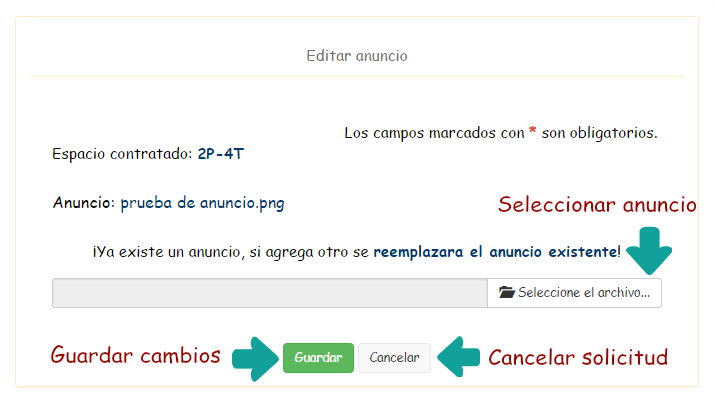 Editar anuncio
Los campos marcados con * son obligatorios.
Espacio contratado: 2P-4T
Anuncio: prueba de anuncio.png
Seleccionar anuncio
¡Ya existe un anuncio, si agrega otro se reemplazara el anuncio existente!
Seleccione el archivo...
Guardar cambios
Guardar
Cancelar
Cancelar solicitud